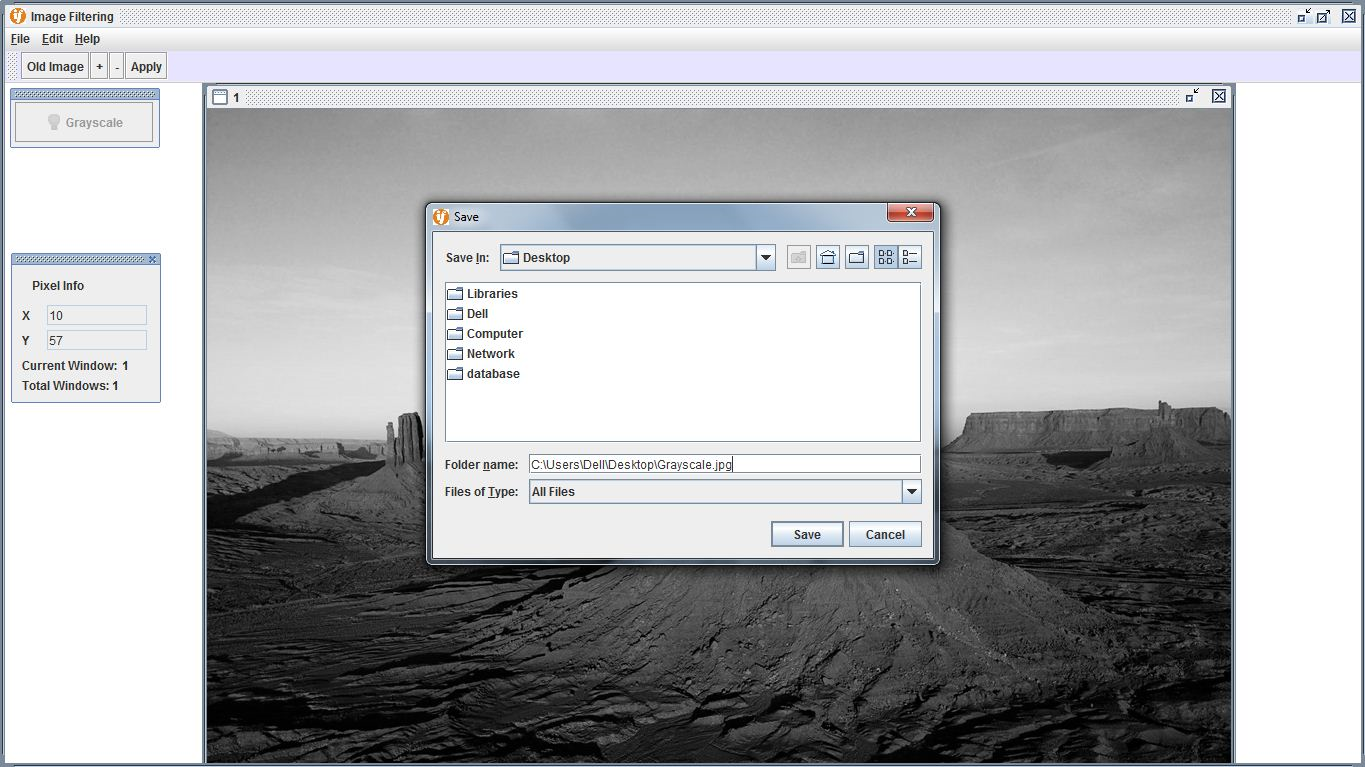 Image Filtering
File Edit Help
Old Image + - Apply
Grayscale
1
Pixel Info
X 10
Y 57
Current Window: 1
Total Windows: 1
Save
Save In: Desktop
Libraries
Dell
Computer
Network
database
Folder name: C:\Users\Dell\Desktop\Grayscale.jpg
Files of Type: All Files
Save Cancel